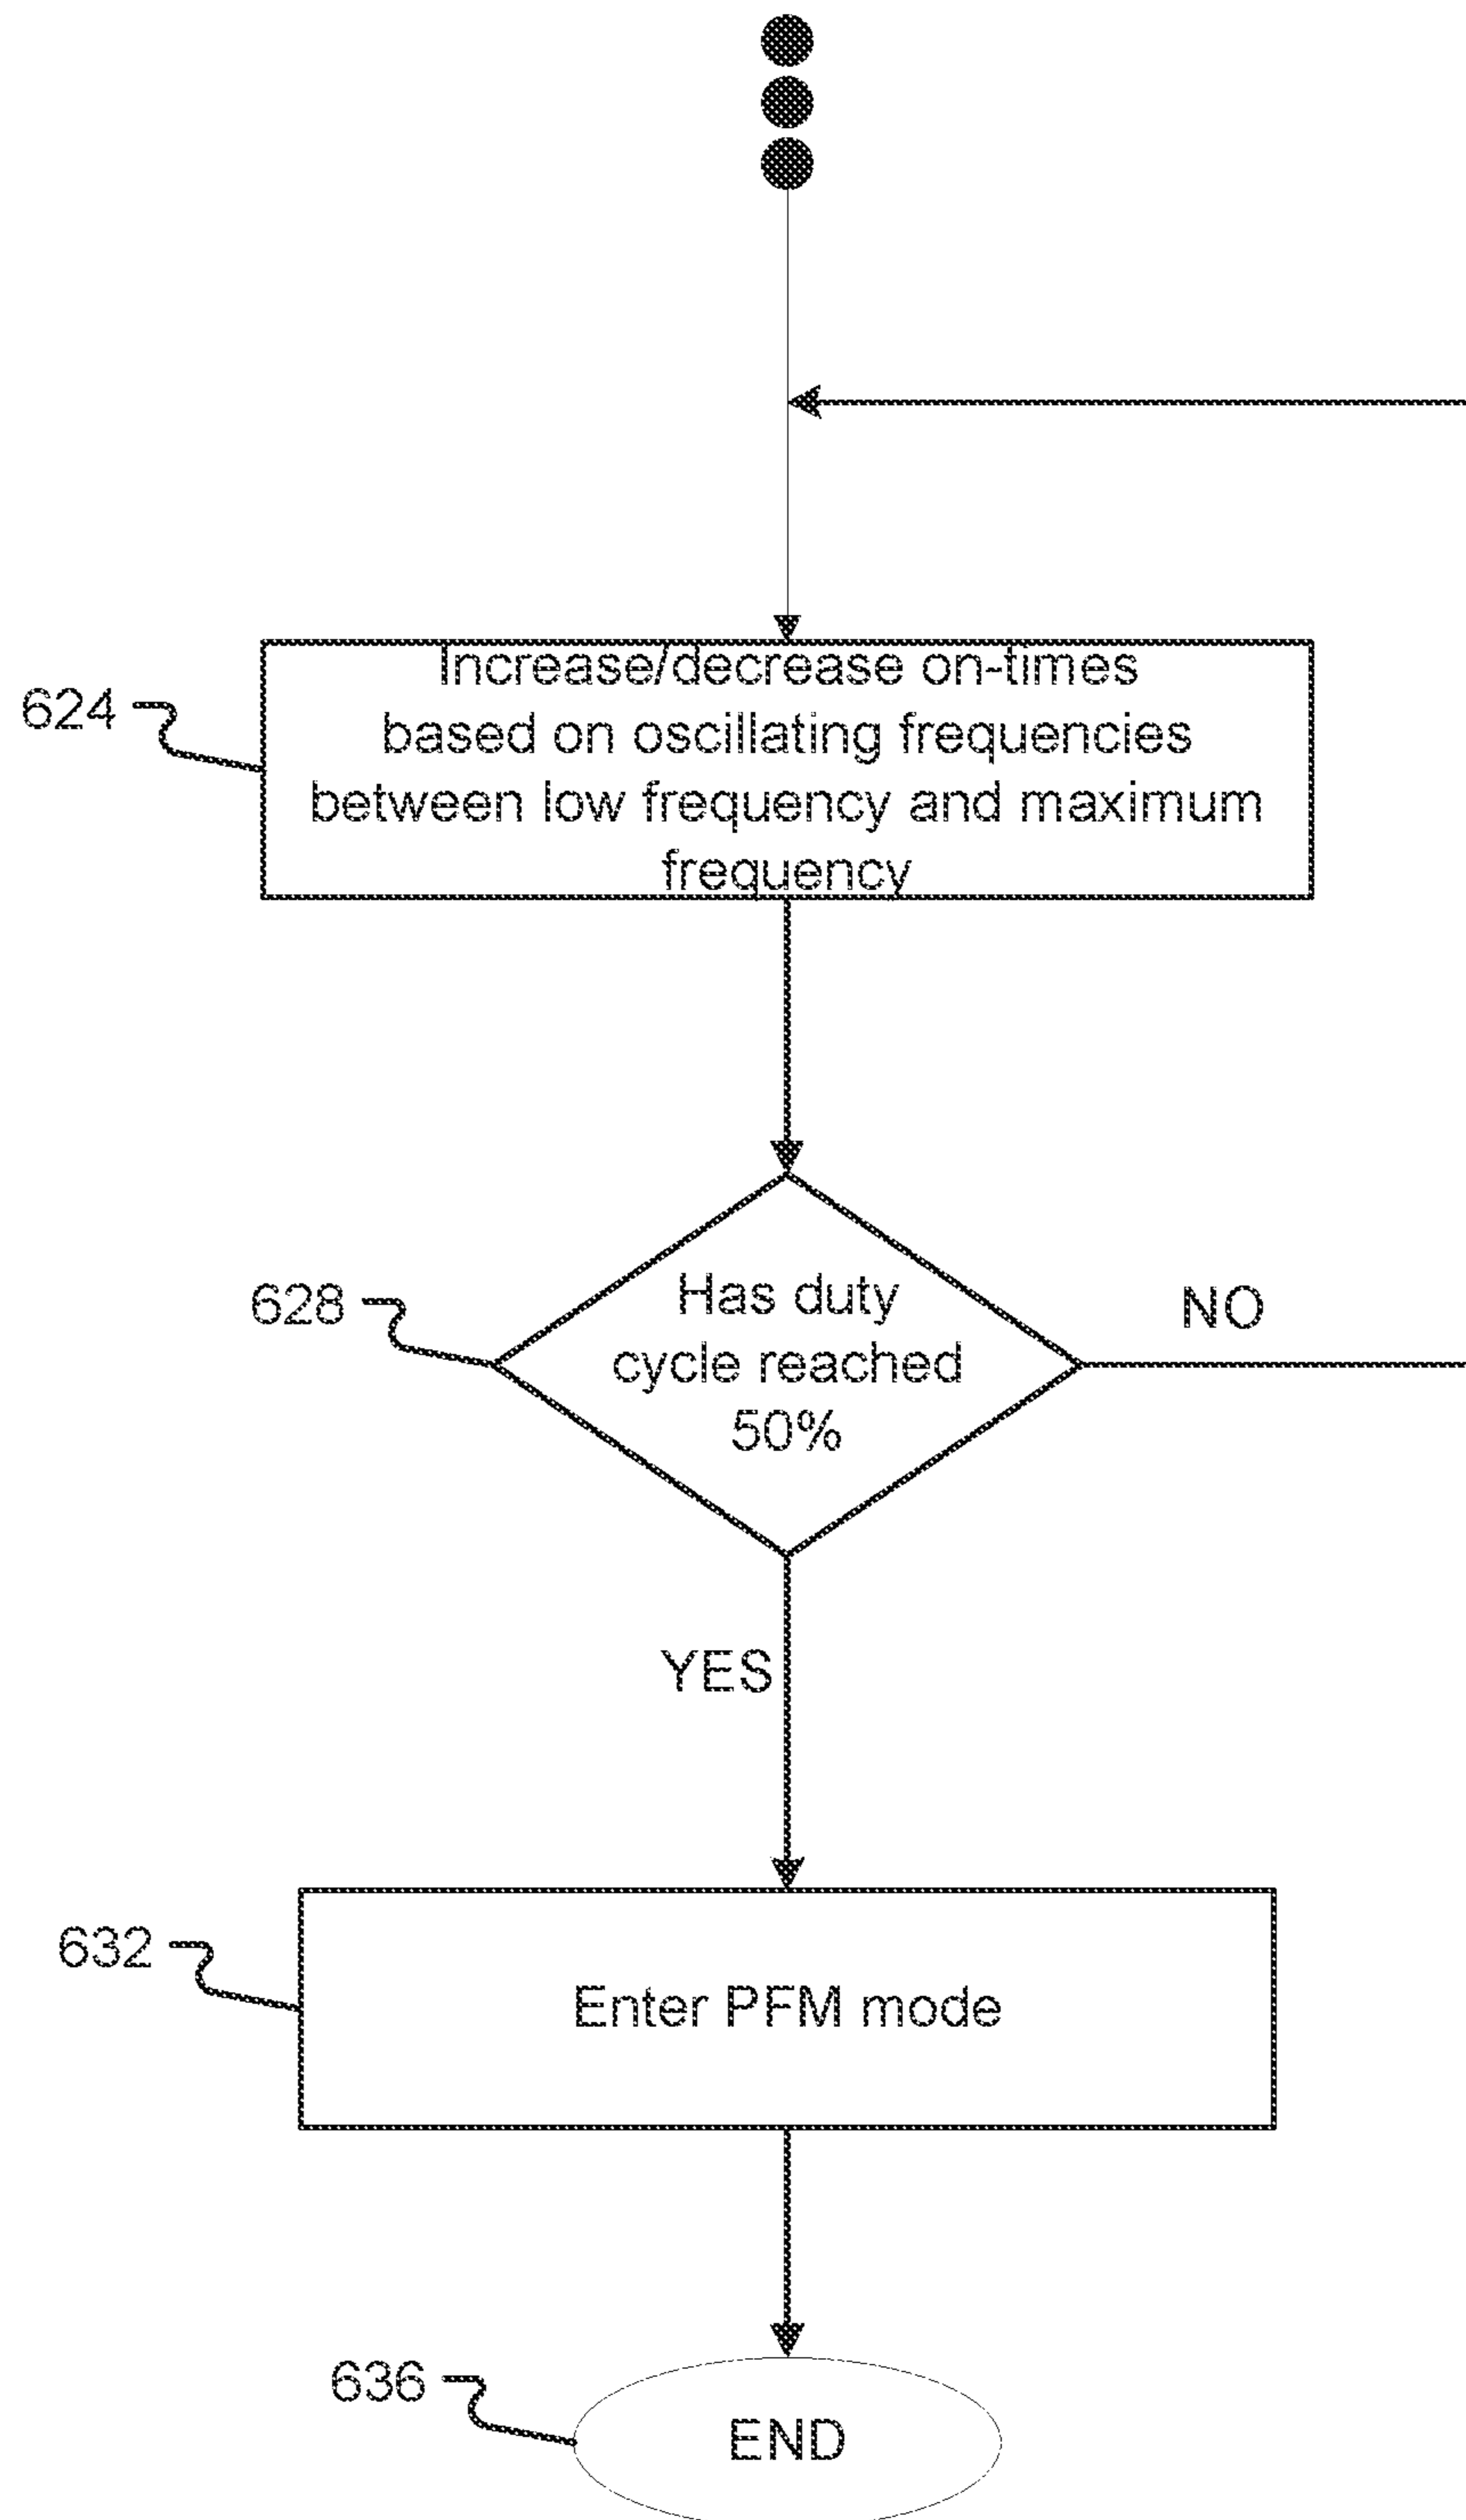 624
Increase/decrease on-times
based on oscillating frequencies
between low frequency and maximum
frequency
628
Has duty
cycle reached
50%
NO
YES
632
Enter PFM mode
636
END